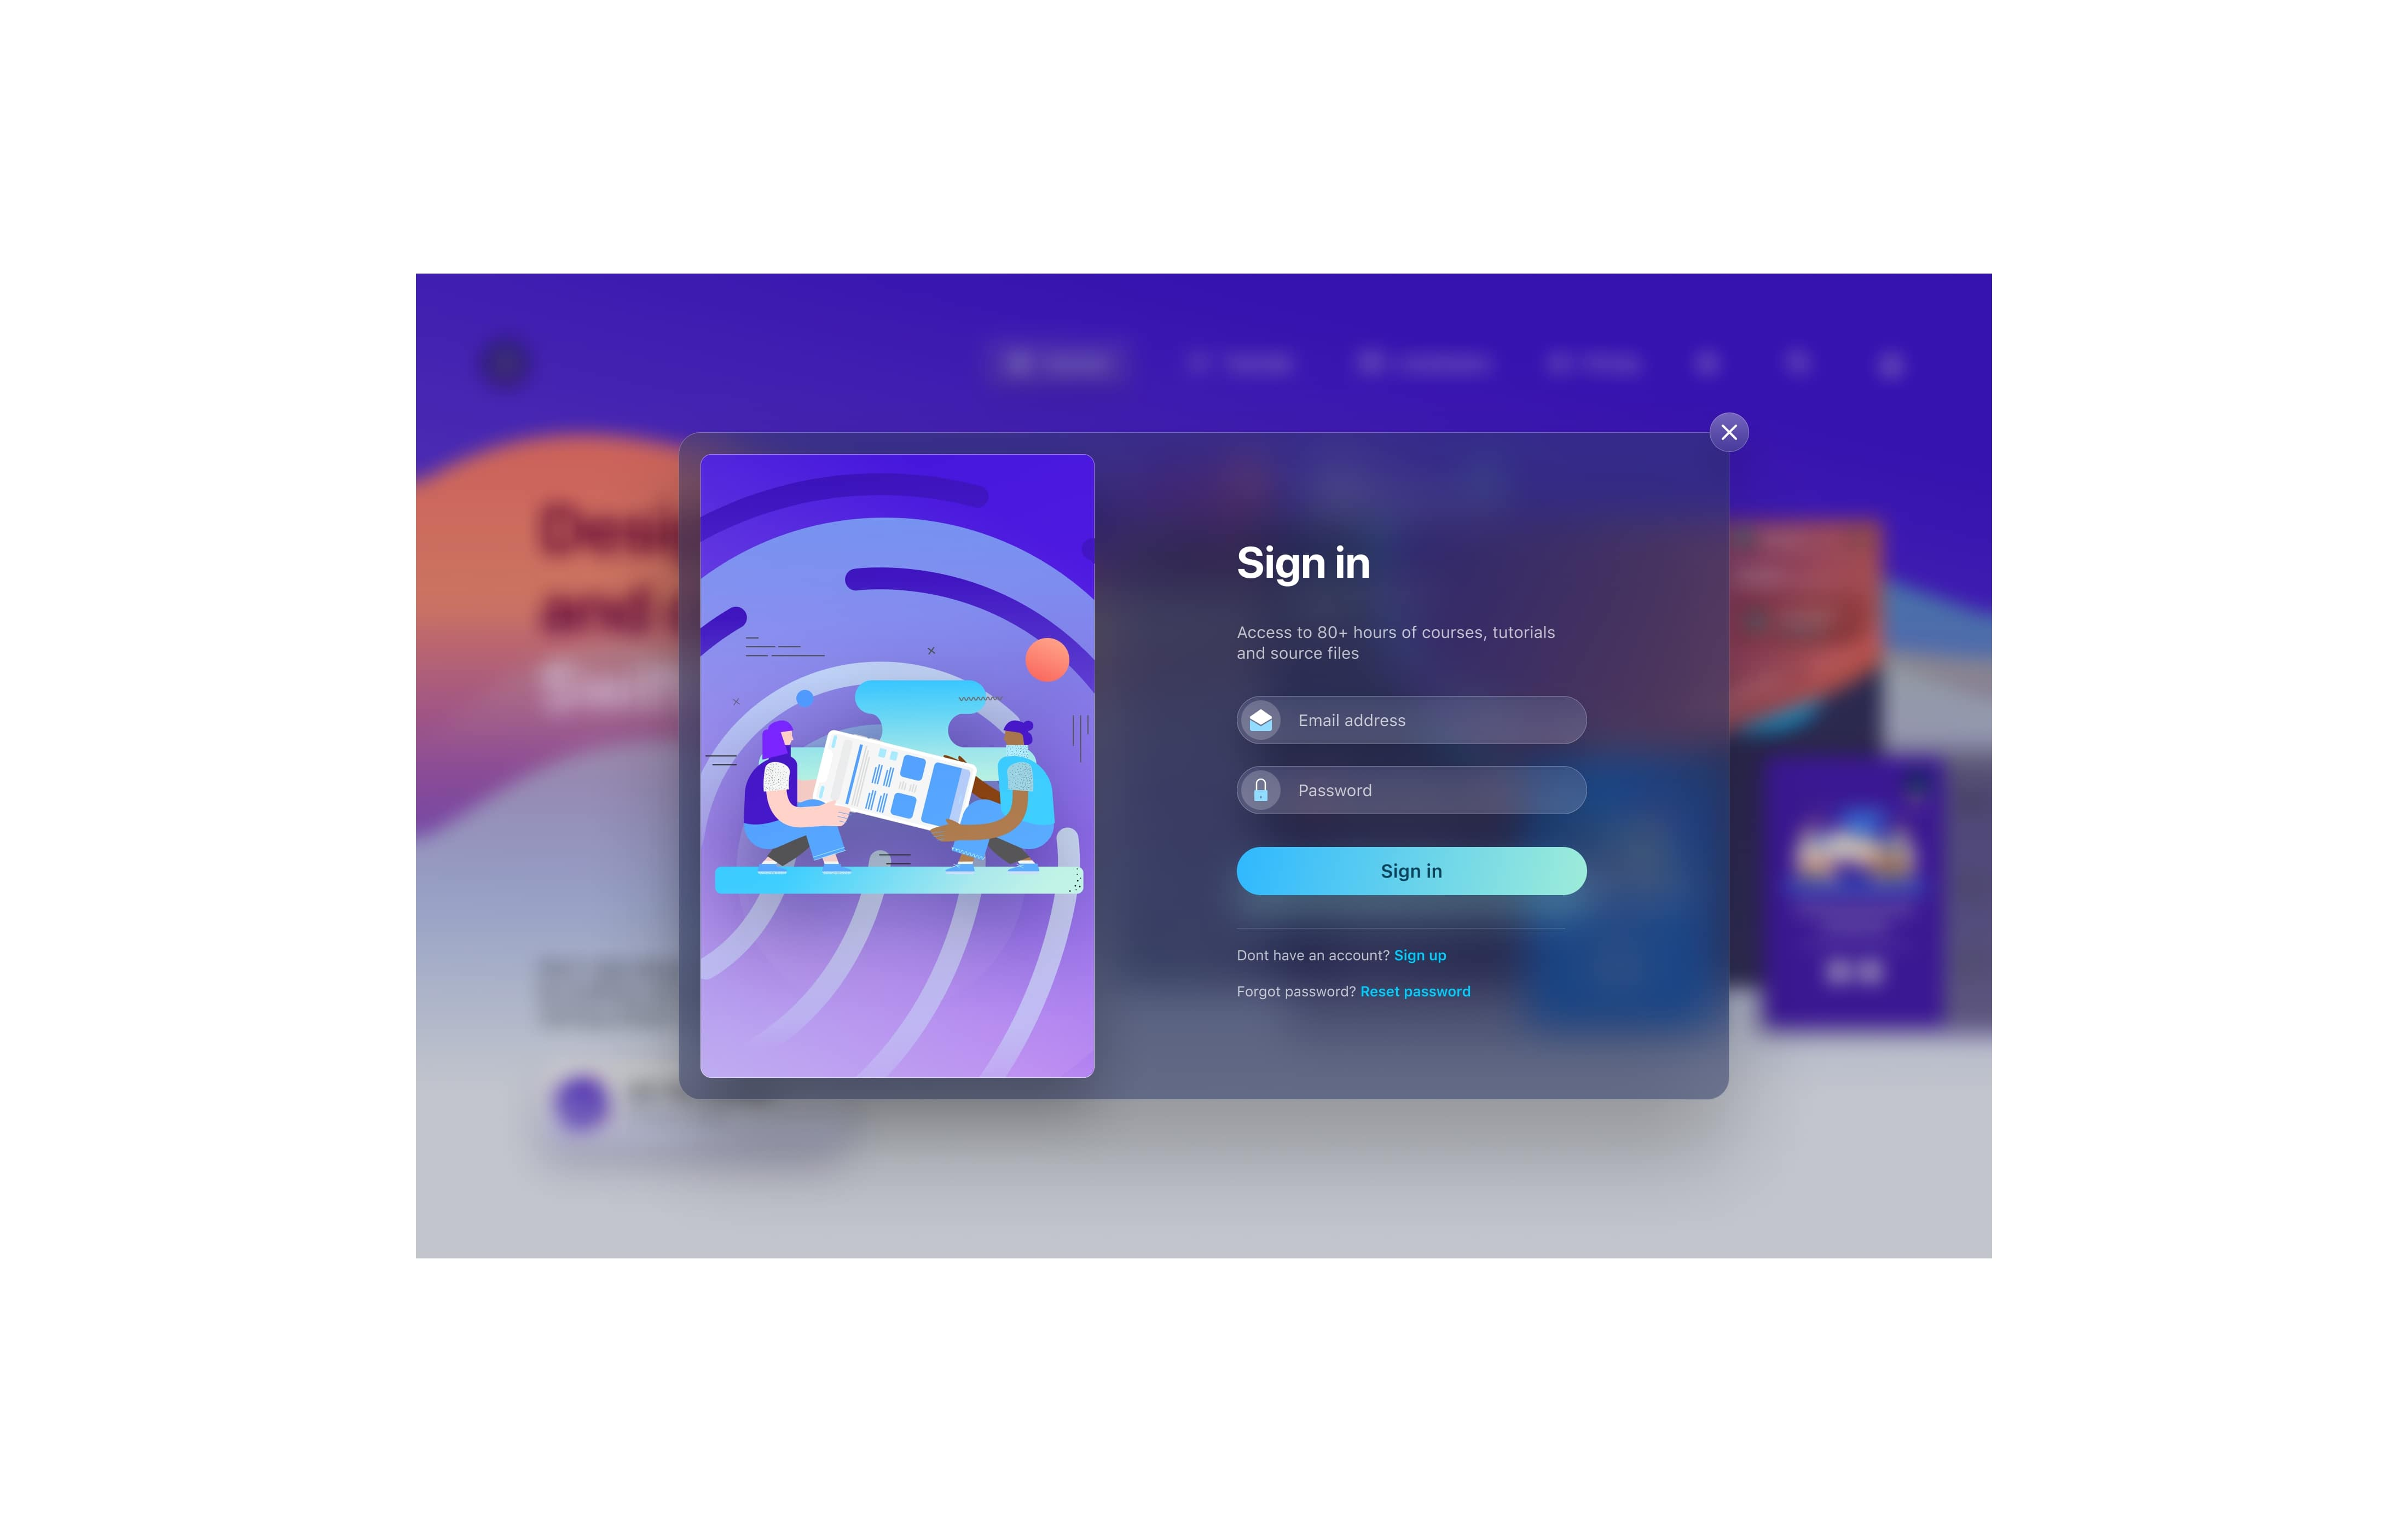 Sign in
Access to 80+ hours of courses, tutorials
and source files
Email address
Password
Sign in
Dont have an account? Sign up
Forgot password? Reset password